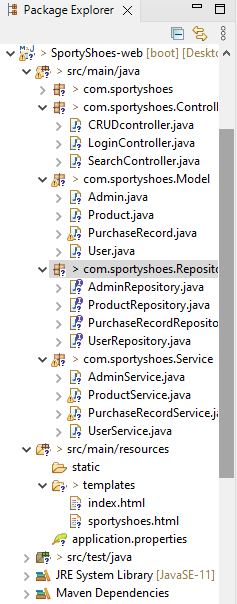 Package Explorer
SportyShoes-web [boot] [Deskto
> src/main/java
> com.sportyshoes
> com.sportyshoes.Controll
CRUDcontroller.java
LoginController.java
SearchController.java
> com.sportyshoes.Model
Admin.java
Product.java
PurchaseRecord.java
User.java
> com.sportyshoes.Reposito
AdminRepository.java
ProductRepository.java
PurchaseRecordReposito
UserRepository.java
> com.sportyshoes.Service
AdminService.java
ProductService.java
PurchaseRecordService.ja
UserService.java
> src/main/resources
static
> templates
index.html
sportyshoes.html
application.properties
> src/test/java
JRE System Library [JavaSE-11]
Maven Dependencies